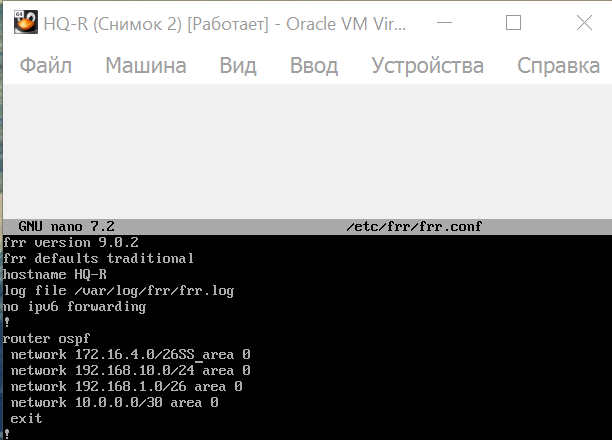 HQ-R (Снимок 2) [Работает] - Oracle VM Vir...
Файл Машина Вид Ввод Устройства Справка
GNU nano 7.2 /etc/frr/frr.conf
frr version 9.0.2
frr defaults traditional
hostname HQ-R
log file /var/log/frr/frr.log
no ipv6 forwarding
!
router ospf
network 172.16.4.0/26SS_area 0
network 192.168.10.0/24 area 0
network 192.168.1.0/26 area 0
network 10.0.0.0/30 area 0
exit
!